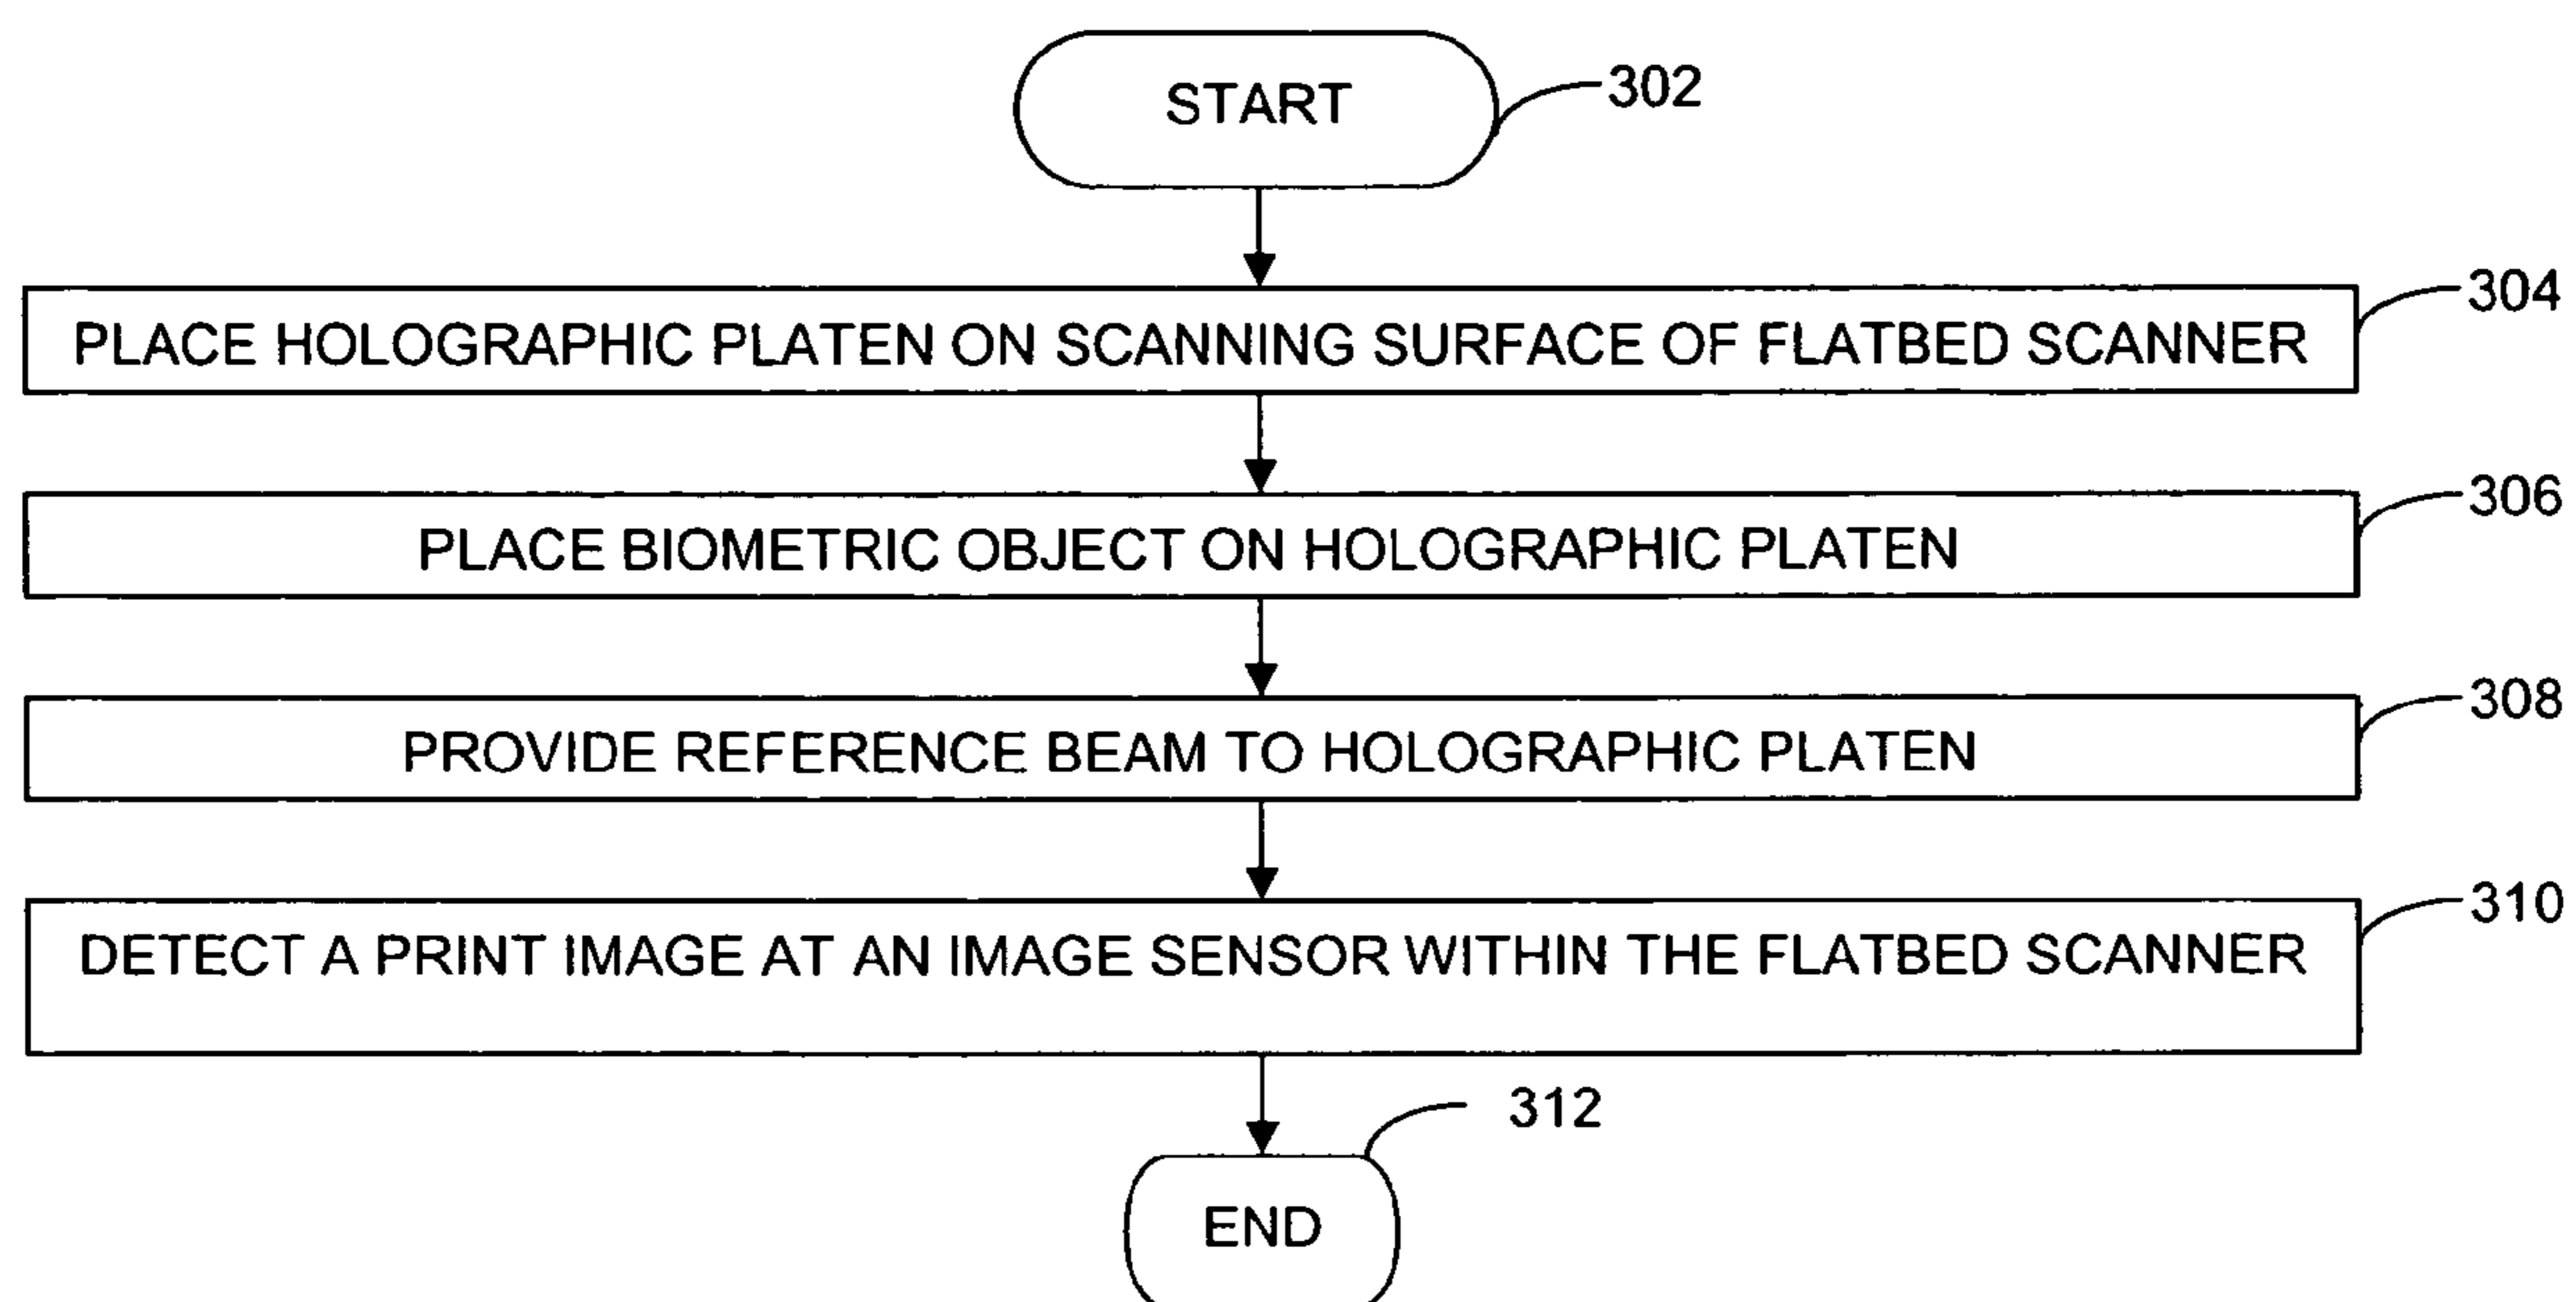 START
302
304
PLACE HOLOGRAPHIC PLATEN ON SCANNING SURFACE OF FLATBED SCANNER
306
PLACE BIOMETRIC OBJECT ON HOLOGRAPHIC PLATEN
308
PROVIDE REFERENCE BEAM TO HOLOGRAPHIC PLATEN
310
DETECT A PRINT IMAGE AT AN IMAGE SENSOR WITHIN THE FLATBED SCANNER
312
END